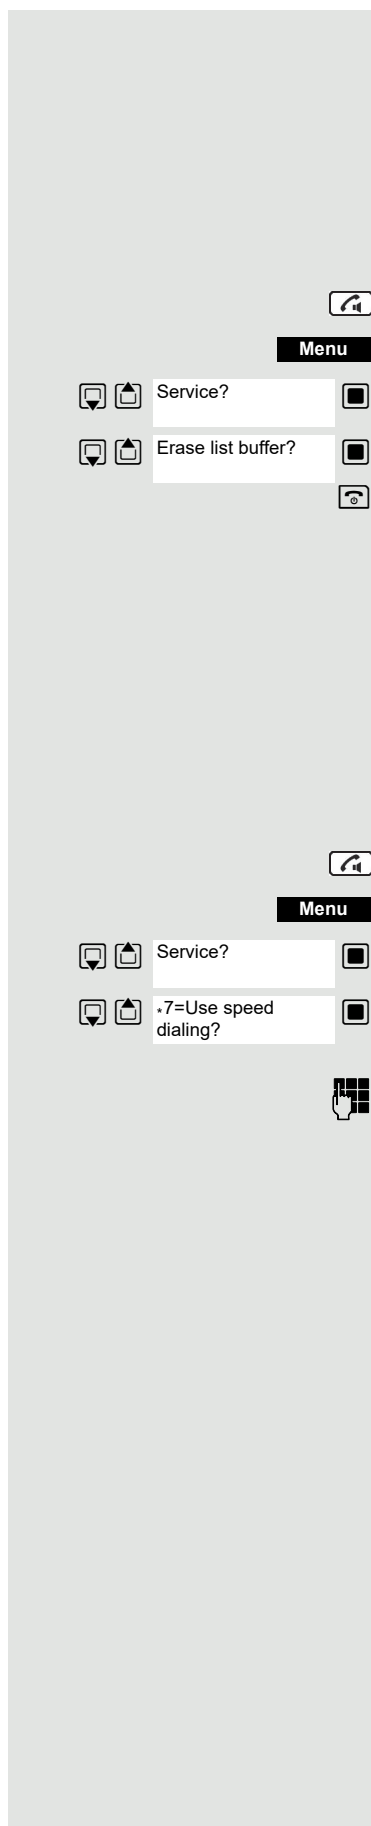 Menu
Service?
Erase list buffer?
Menu
Service?
*7=Use speed
dialing?